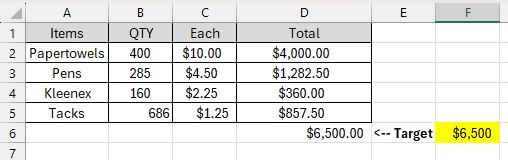 A B C D E F
1 Items QTY Each Total
2 Papertowels 400 $10.00 $4,000.00
3 Pens 285 $4.50 $1,282.50
4 Kleenex 160 $2.25 $360.00
5 Tacks 686 $1.25 $857.50
6 $6,500.00 <-- Target $6,500
7